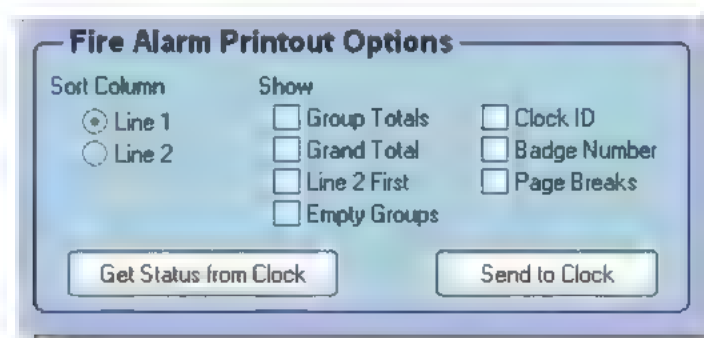 Fire Alarm Printout Options
Sort Column
Show
Line 1
Line 2
Group Totals
Grand Total
Line 2 First
Empty Groups
Clock ID
Badge Number
Page Breaks
Get Status from Clock
Send to Clock